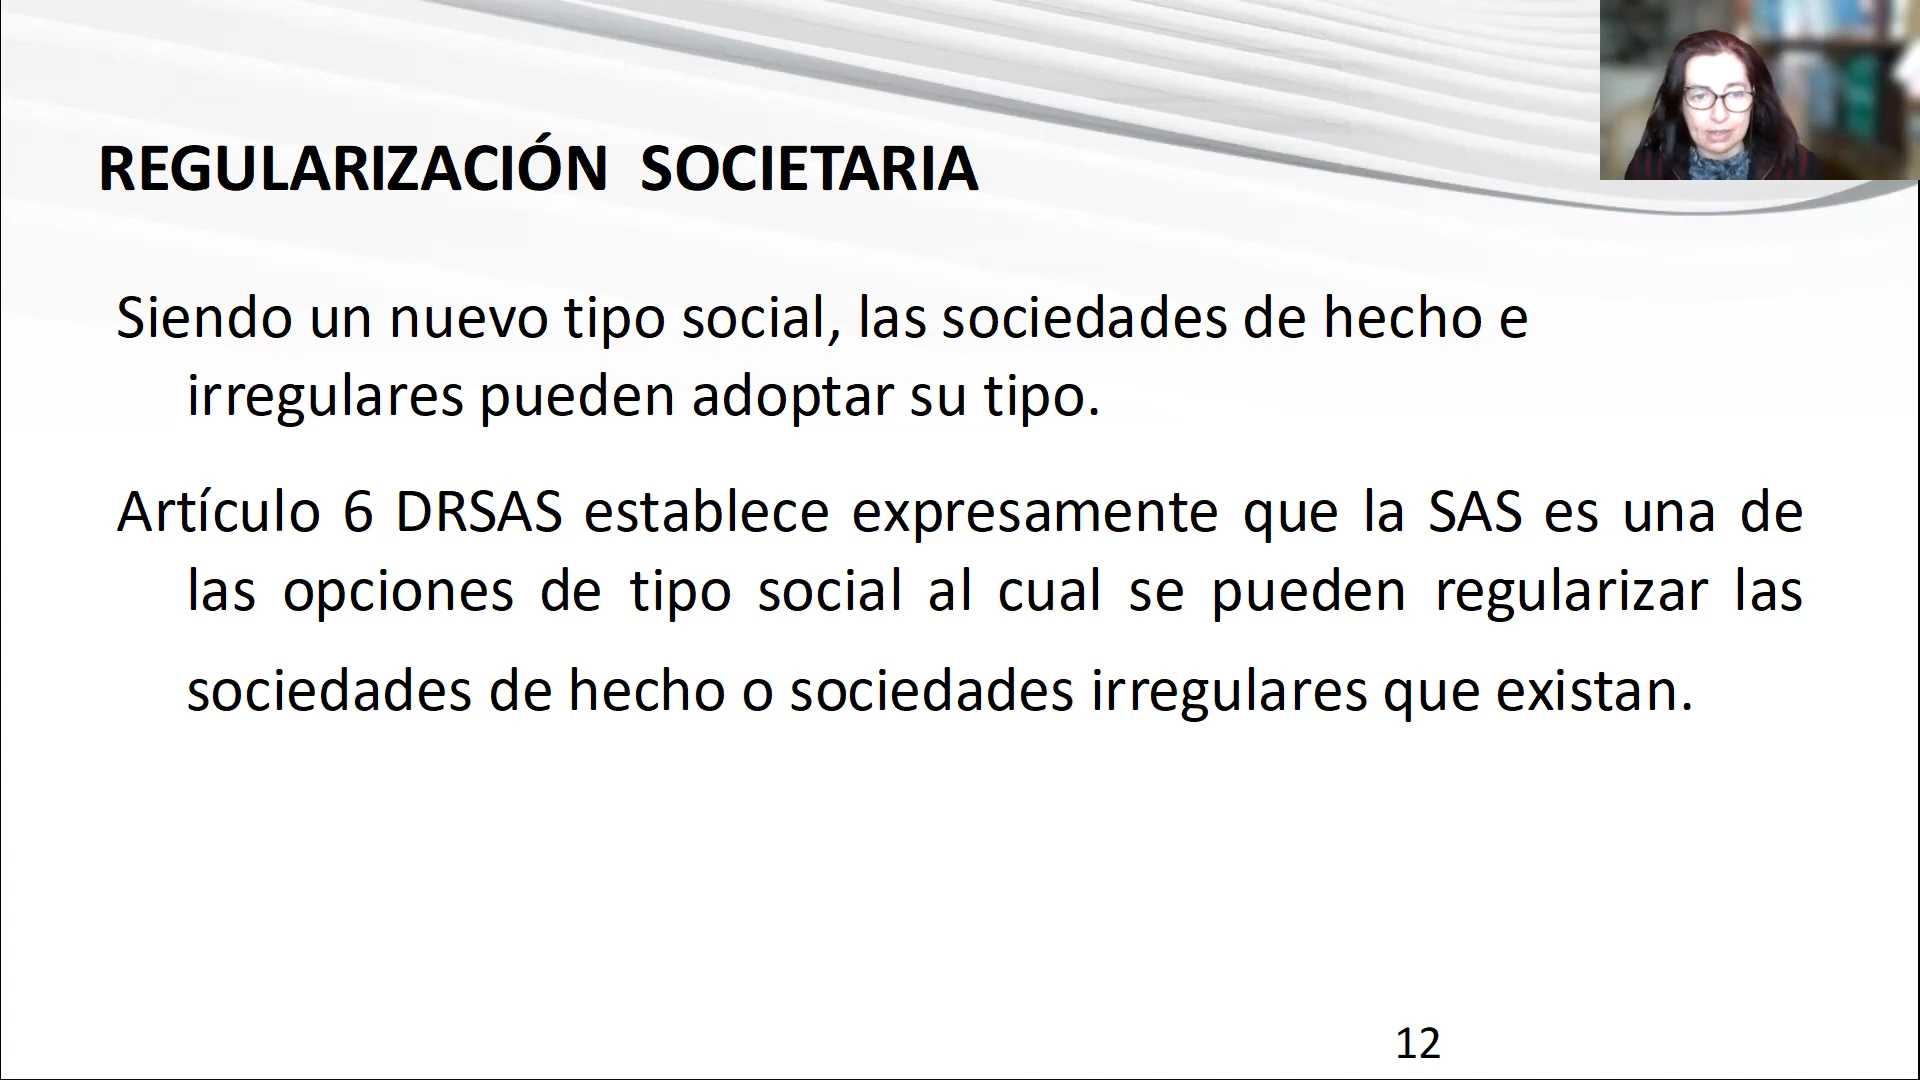 REGULARIZACIÓN SOCIETARIA
Siendo un nuevo tipo social, las sociedades de hecho e
irregulares pueden adoptar su tipo.
Artículo 6 DRSAS establece expresamente que la SAS es una de
las opciones de tipo social al cual se pueden regularizar las
sociedades de hecho o sociedades irregulares que existan.
12